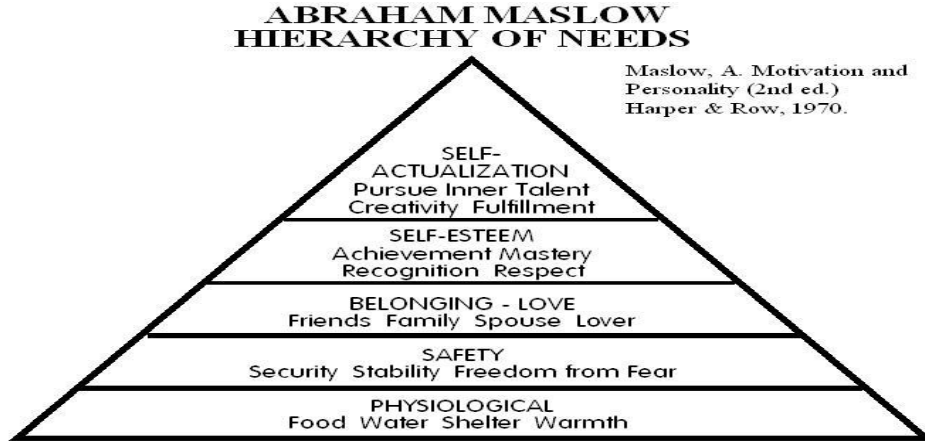 ABRAHAM MASLOW
HIERARCHY OF NEEDS
Maslow, A. Motivation and
Personality (2nd ed.)
Harper & Row, 1970.
SELF-
ACTUALIZATION
Pursue Inner Talent
Creativity Fulfillment
SELF-ESTEEM
Achievement Mastery
Recognition Respect
BELONGING - LOVE
Friends Family Spouse Lover
SAFETY
Security Stability Freedom from Fear
PHYSIOLOGICAL
Food Water Shelter Warmth